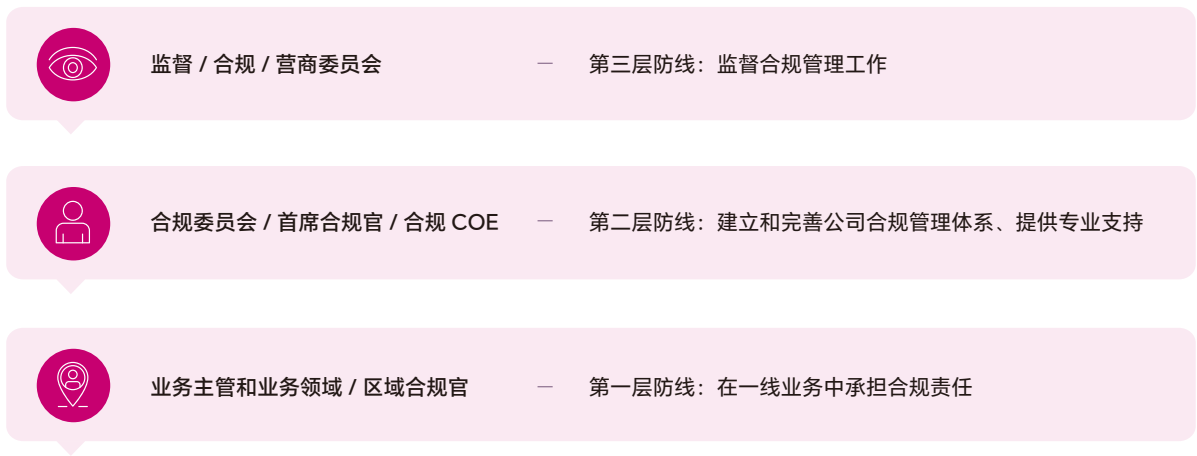 监督 / 合规 / 营商委员会 — 第三层防线：监督合规管理工作
合规委员会 / 首席合规官 / 合规 COE — 第二层防线：建立和完善公司合规管理体系、提供专业支持
业务主管和业务领域 / 区域合规官 — 第一层防线：在一线业务中承担合规责任